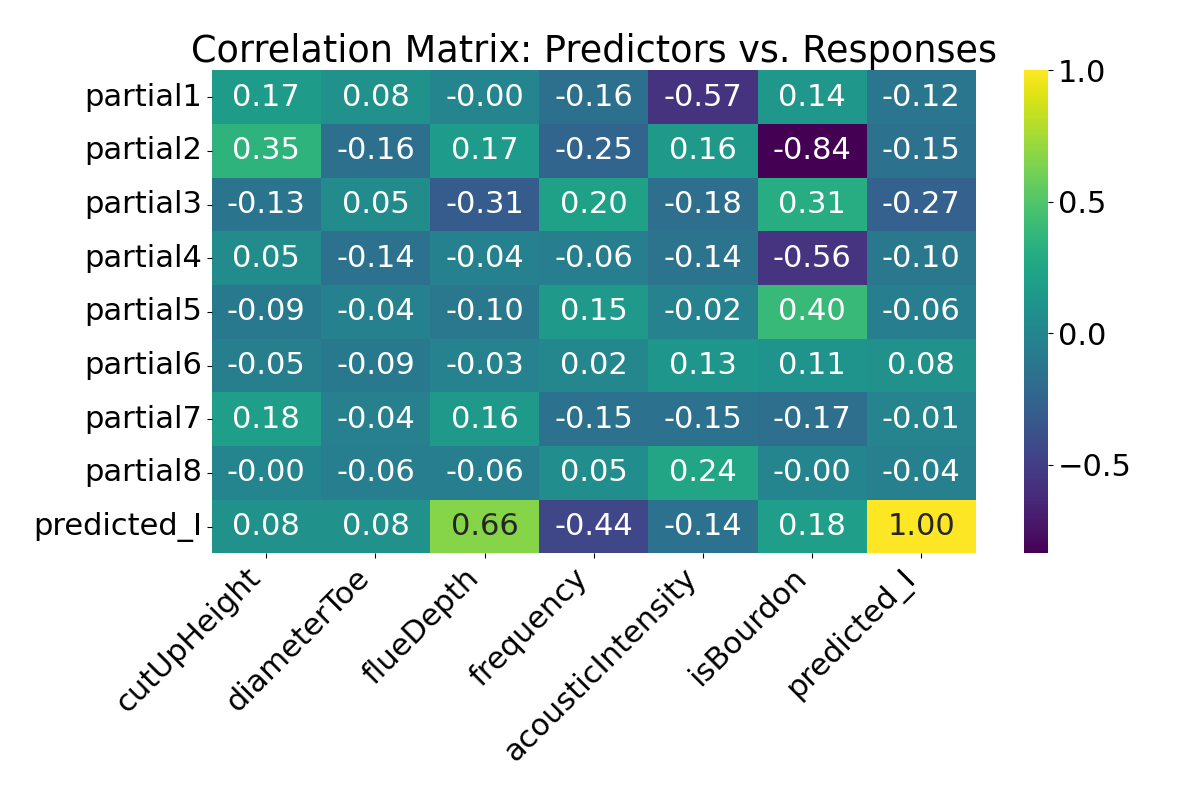 Correlation Matrix: Predictors vs. Responses
partial1 0.17 0.08 -0.00 -0.16 -0.57 0.14 -0.12
partial2 0.35 -0.16 0.17 -0.25 0.16 -0.84 -0.15
partial3 -0.13 0.05 -0.31 0.20 -0.18 0.31 -0.27
partial4 0.05 -0.14 -0.04 -0.06 -0.14 -0.56 -0.10
partial5 -0.09 -0.04 -0.10 0.15 -0.02 0.40 -0.06
partial6 -0.05 -0.09 -0.03 0.02 0.13 0.11 0.08
partial7 0.18 -0.04 0.16 -0.15 -0.15 -0.17 -0.01
partial8 -0.00 -0.06 -0.06 0.05 0.24 -0.00 -0.04
predicted_I 0.08 0.08 0.66 -0.44 -0.14 0.18 1.00
cutUpHeight
diameterToe
flueDepth
frequency
acousticIntensity
isBourdon
predicted_I
1.0
0.5
0.0
−0.5